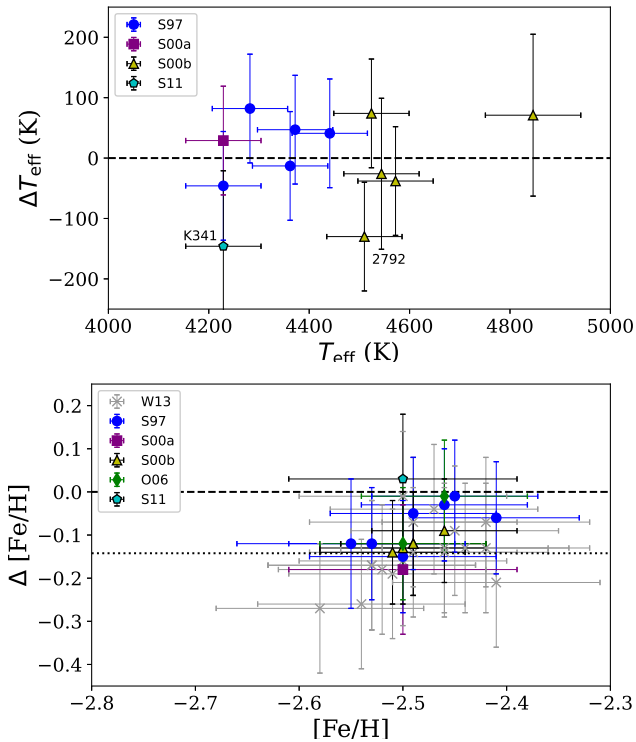 S97
S00a
S00b
S11
200
100
0
−100
−200
ΔTeff (K)
K341
2792
4000 4200 4400 4600 4800 5000
Teff (K)
W13
S97
S00a
S00b
O06
S11
0.2
0.1
0.0
−0.1
−0.2
−0.3
−0.4
Δ [Fe/H]
−2.8 −2.7 −2.6 −2.5 −2.4 −2.3
[Fe/H]